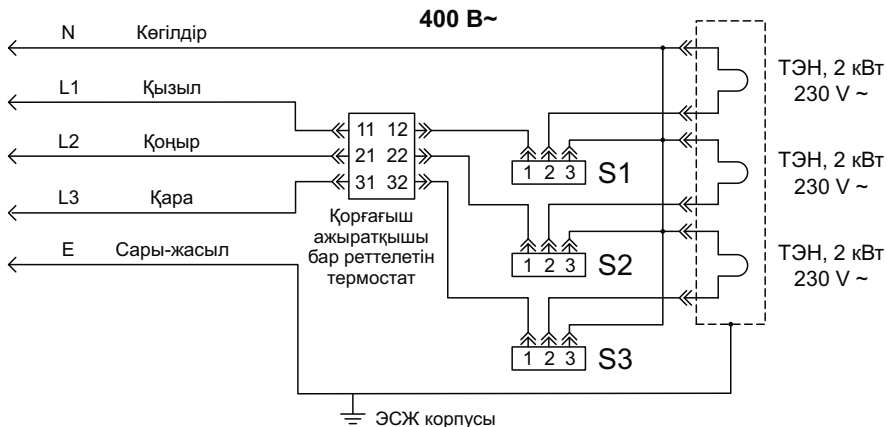 400 В~
N Көгілдір
L1 Қызыл
L2 Қоңыр
L3 Қара
E Сары-жасыл
11 12
21 22
31 32
Қорғағыш
ажыратқышы
бар реттелетін
термостат
1 2 3 S1
1 2 3 S2
1 2 3 S3
ТЭН, 2 кВт
230 V ~
ТЭН, 2 кВт
230 V ~
ТЭН, 2 кВт
230 V ~
ЭСЖ корпусы